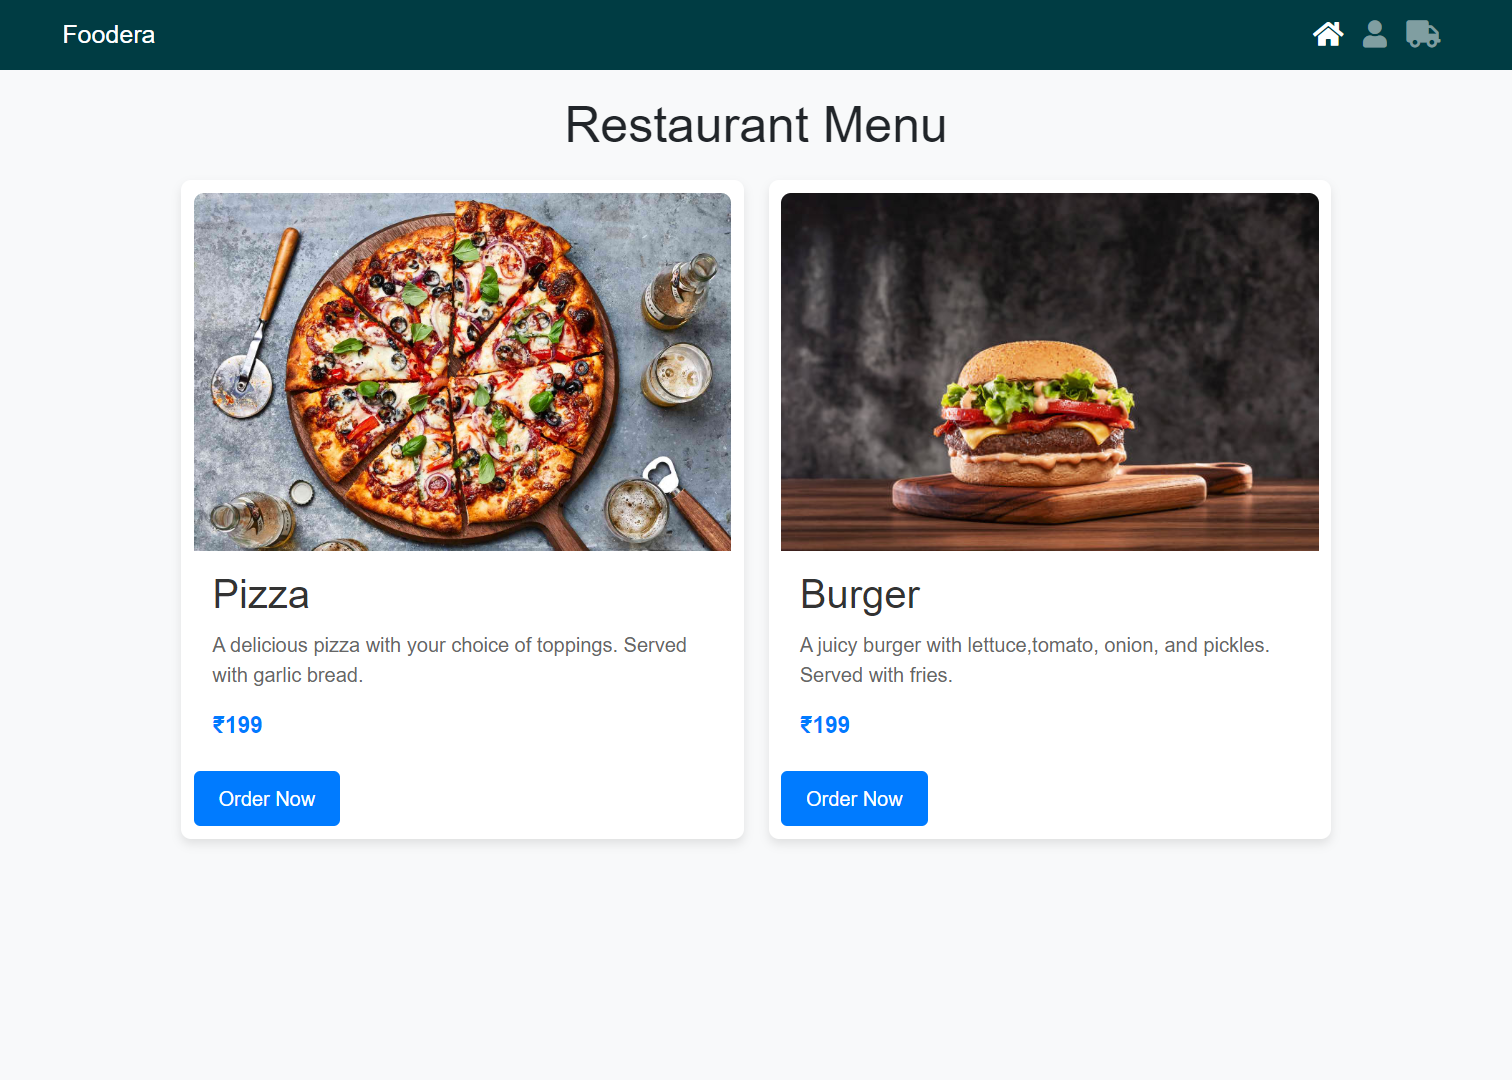 Foodera
Restaurant Menu
Pizza
A delicious pizza with your choice of toppings. Served
with garlic bread.
₹199
Order Now
Burger
A juicy burger with lettuce,tomato, onion, and pickles.
Served with fries.
₹199
Order Now